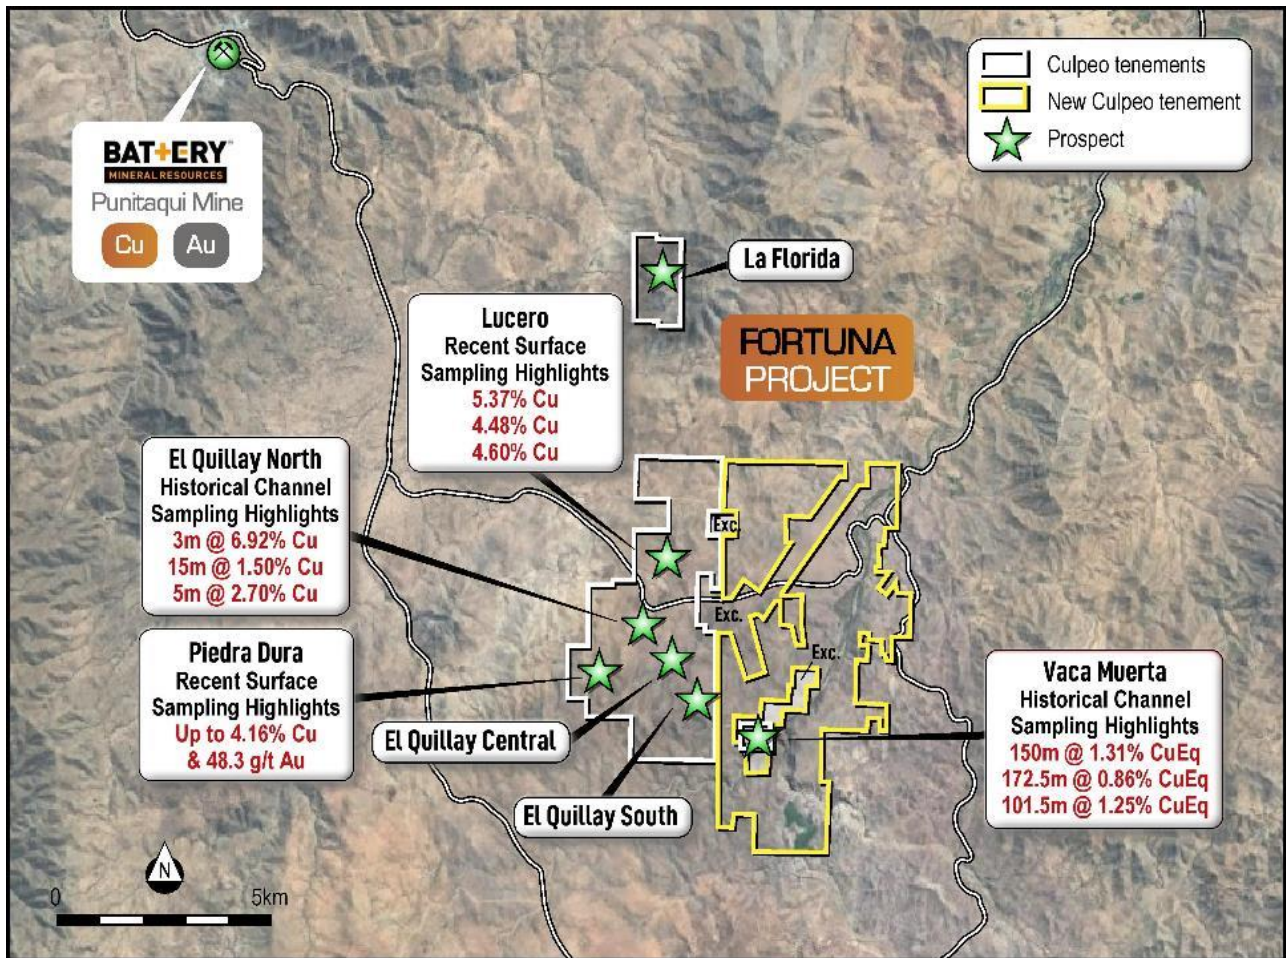 BATTERY
MINERAL RESOURCES
Punitaqui Mine
Cu
Au
Culpeo tenements
New Culpeo tenement
Prospect
La Florida
FORTUNA
PROJECT
Lucero
Recent Surface
Sampling Highlights
5.37% Cu
4.48% Cu
4.60% Cu
El Quillay North
Historical Channel
Sampling Highlights
3m @ 6.92% Cu
15m @ 1.50% Cu
5m @ 2.70% Cu
Exc.
Exc.
Exc.
Piedra Dura
Recent Surface
Sampling Highlights
Up to 4.16% Cu
& 48.3 g/t Au
El Quillay Central
El Quillay South
Vaca Muerta
Historical Channel
Sampling Highlights
150m @ 1.31% CuEq
172.5m @ 0.86% CuEq
101.5m @ 1.25% CuEq
N
0
5km